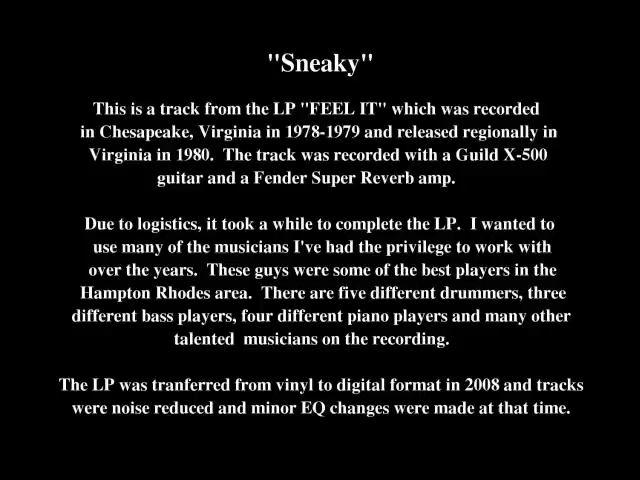 "Sneaky"
This is a track from the LP "FEEL IT" which was recorded
in Chesapeake, Virginia in 1978-1979 and released regionally in
Virginia in 1980.  The track was recorded with a Guild X-500
guitar and a Fender Super Reverb amp.
Due to logistics, it took a while to complete the LP.  I wanted to
use many of the musicians I've had the privilege to work with
over the years.  These guys were some of the best players in the
Hampton Rhodes area.  There are five different drummers, three
different bass players, four different piano players and many other
talented  musicians on the recording.
The LP was tranferred from vinyl to digital format in 2008 and tracks
were noise reduced and minor EQ changes were made at that time.